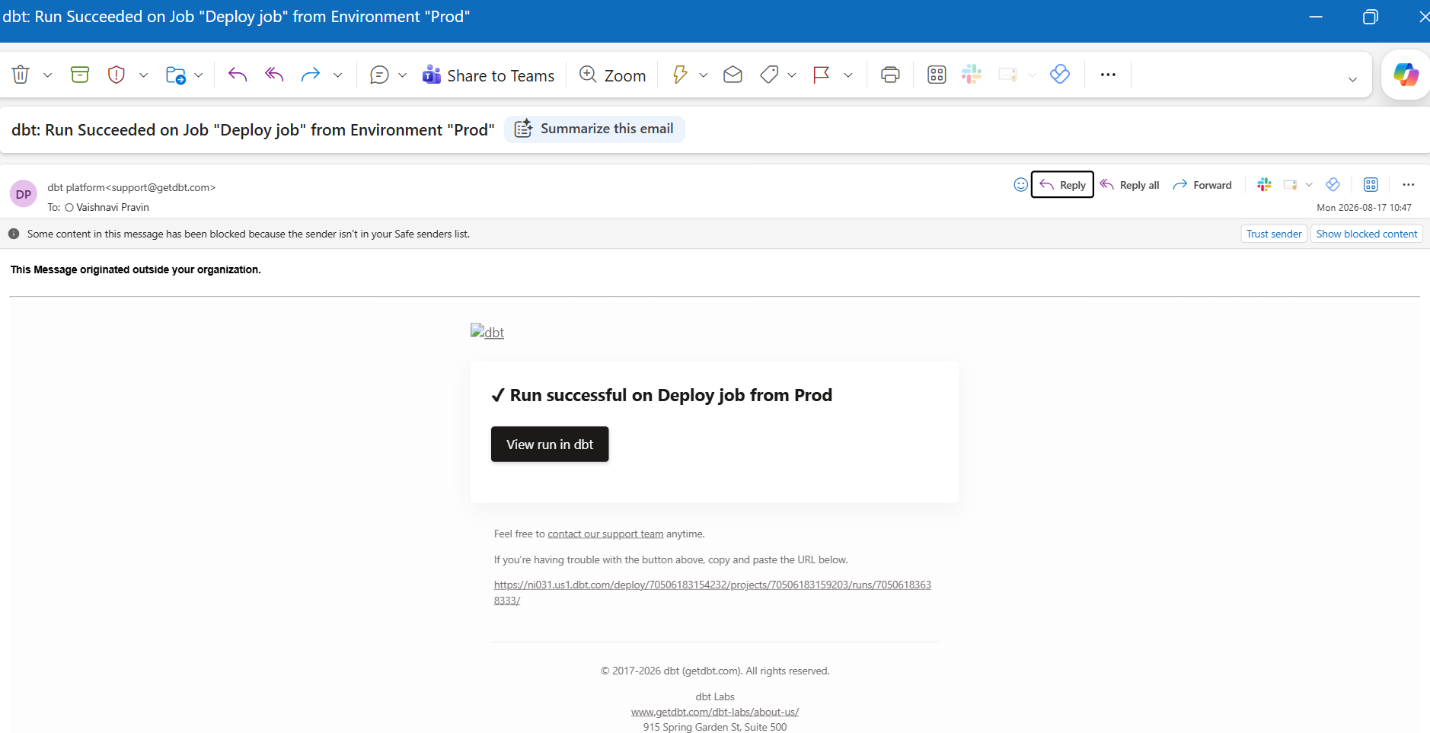 dbt: Run Succeeded on Job "Deploy job" from Environment "Prod"
Share to Teams
Zoom
dbt: Run Succeeded on Job "Deploy job" from Environment "Prod"
Summarize this email
DP
dbt platform<support@getdbt.com>
To: Vaishnavi Pravin
Reply
Reply all
Forward
Mon 2026-08-17 10:47
Some content in this message has been blocked because the sender isn't in your Safe senders list.
Trust sender
Show blocked content
This Message originated outside your organization.
dbt
✓ Run successful on Deploy job from Prod
View run in dbt
Feel free to contact our support team anytime.
If you're having trouble with the button above, copy and paste the URL below.
https://ni031.us1.dbt.com/deploy/70506183154232/projects/70506183159203/runs/7050618363
8333/
© 2017-2026 dbt (getdbt.com). All rights reserved.
dbt Labs
www.getdbt.com/dbt-labs/about-us/
915 Spring Garden St, Suite 500